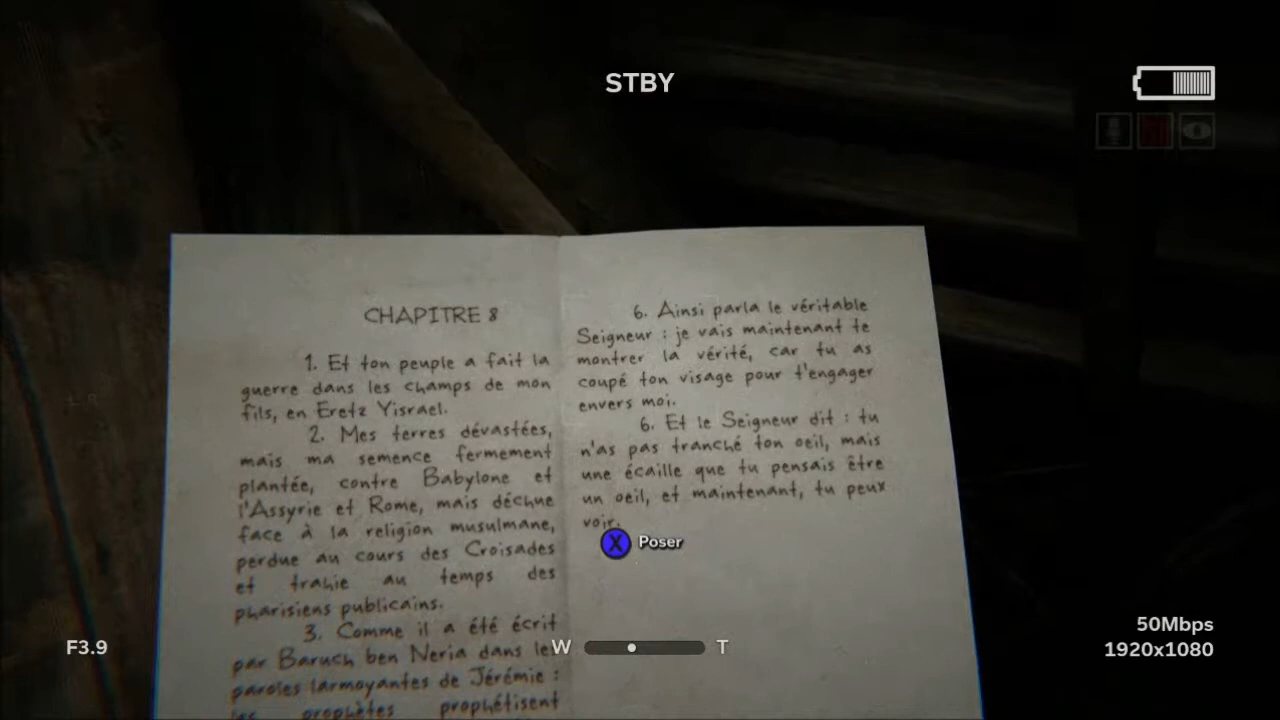 STBY
CHAPITRE 8
1. Et ton peuple a fait la
guerre dans les champs de mon
fils, en Eretz Yisrael.
2. Mes terres dévastées,
mais ma semence fermement
plantée, contre Babylone et
l'Assyrie et Rome, mais déchue
face à la religion musulmane,
perdue au cours des Croisades
et trahie au temps des
pharisiens publicains.
3. Comme il a été écrit
par Baruch ben Neria dans les
paroles larmoyantes de Jérémie :
les prophètes prophétisent
6. Ainsi parla le véritable
Seigneur : je vais maintenant te
montrer la vérité, car tu as
coupé ton visage pour t'engager
envers moi.
6. Et le Seigneur dit : tu
n'as pas tranché ton oeil, mais
une écaille que tu pensais être
un oeil, et maintenant, tu peux
voir.
X Poser
F3.9
W T
50Mbps
1920x1080